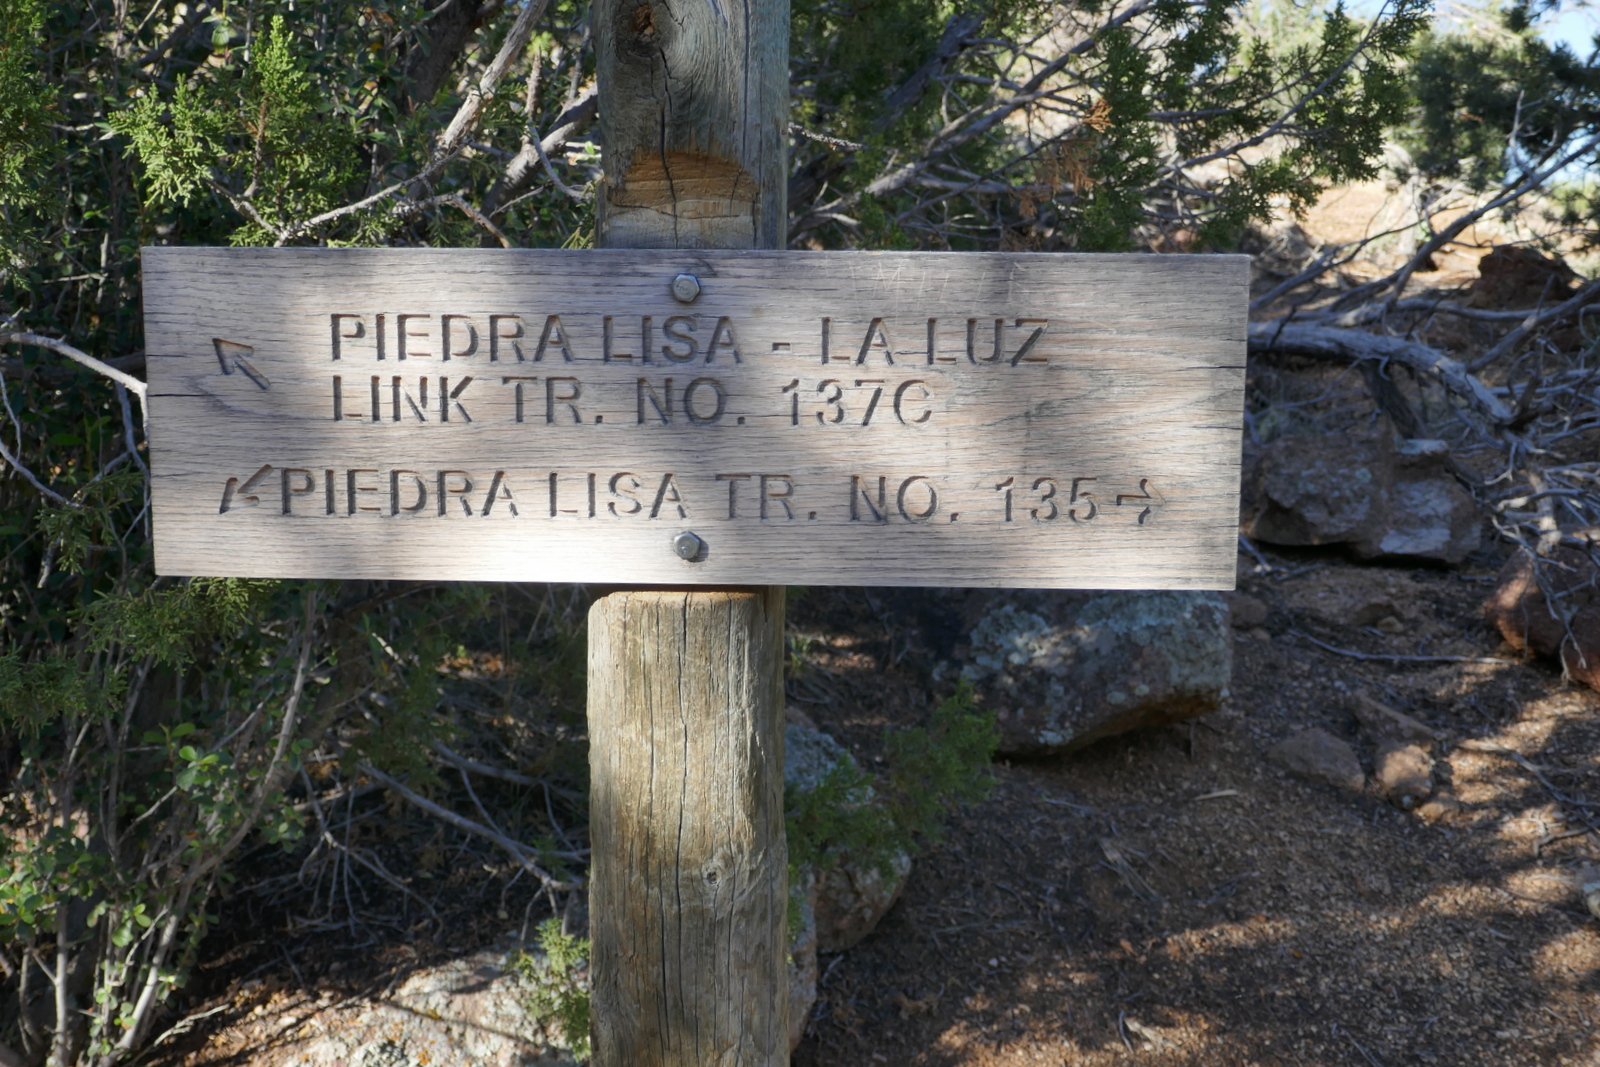 PIEDRA LISA - LA LUZ
LINK TR. NO. 137C
PIEDRA LISA TR. NO. 135